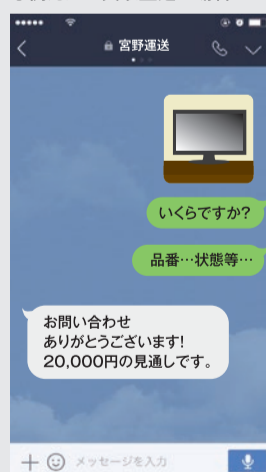 宮野運送
いくらですか?
品番…状態等…
お問い合わせ
ありがとうございます!
20,000円の見通しです。
メッセージを入力